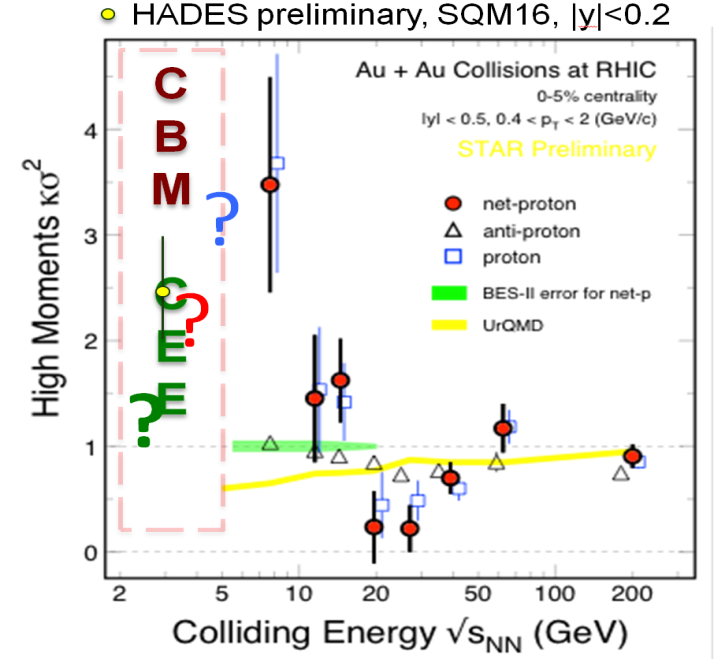 HADES preliminary, SQM16, |y|<0.2
Au + Au Collisions at RHIC
0-5% centrality
|y| < 0.5, 0.4 < pT < 2 (GeV/c)
STAR Preliminary
net-proton
anti-proton
proton
BES-II error for net-p
UrQMD
C
B
M
?
C
?
E
?
E
High Moments κσ²
4
3
2
1
0
2 5 10 20 50 100 200
Colliding Energy √sNN (GeV)